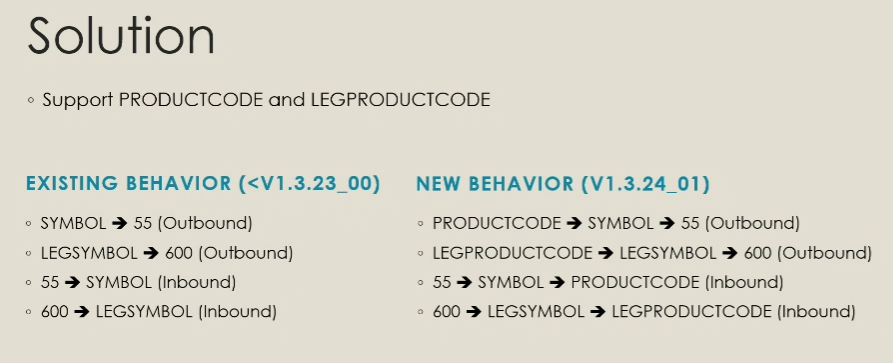 Solution
◦ Support PRODUCTCODE and LEGPRODUCTCODE
EXISTING BEHAVIOR (<V1.3.23_00)
◦ SYMBOL ➔ 55 (Outbound)
◦ LEGSYMBOL ➔ 600 (Outbound)
◦ 55 ➔ SYMBOL (Inbound)
◦ 600 ➔ LEGSYMBOL (Inbound)
NEW BEHAVIOR (V1.3.24_01)
◦ PRODUCTCODE ➔ SYMBOL ➔ 55 (Outbound)
◦ LEGPRODUCTCODE ➔ LEGSYMBOL ➔ 600 (Outbound)
◦ 55 ➔ SYMBOL ➔ PRODUCTCODE (Inbound)
◦ 600 ➔ LEGSYMBOL ➔ LEGPRODUCTCODE (Inbound)